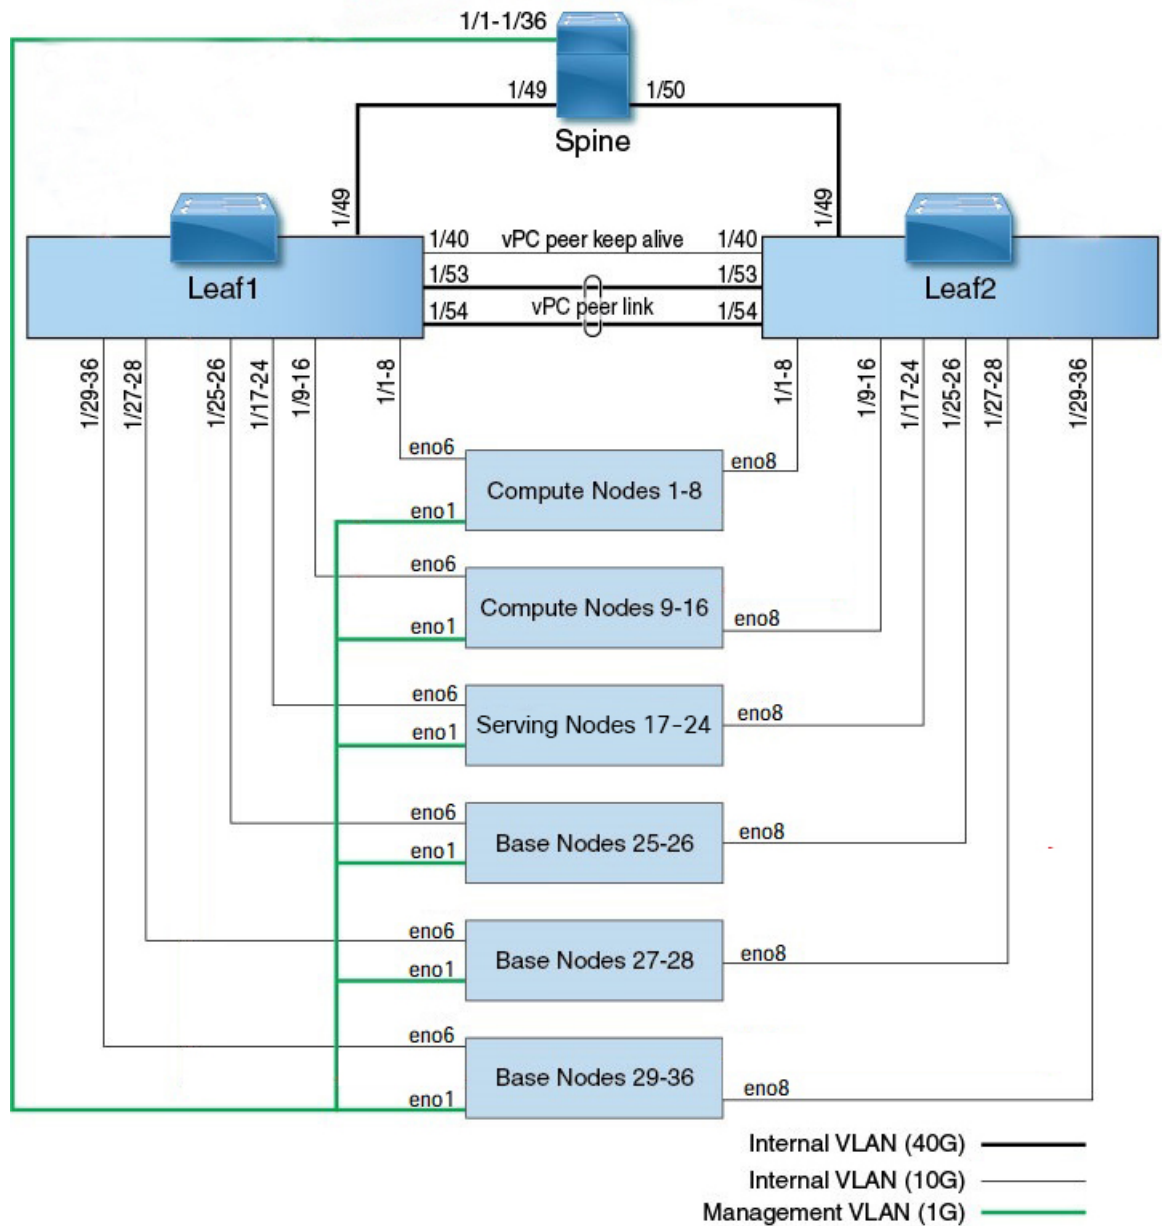 1/1-1/36
1/49
1/50
Spine
1/49
1/49
Leaf1
Leaf2
1/40
vPC peer keep alive
1/40
1/53
1/53
1/54
vPC peer link
1/54
1/29-36
1/27-28
1/25-26
1/17-24
1/9-16
1/1-8
1/1-8
1/9-16
1/17-24
1/25-26
1/27-28
1/29-36
eno6
Compute Nodes 1-8
eno8
eno1
eno6
Compute Nodes 9-16
eno8
eno1
eno6
Serving Nodes 17-24
eno8
eno1
eno6
Base Nodes 25-26
eno8
eno1
eno6
Base Nodes 27-28
eno8
eno1
eno6
Base Nodes 29-36
eno8
eno1
Internal VLAN (40G)
Internal VLAN (10G)
Management VLAN (1G)